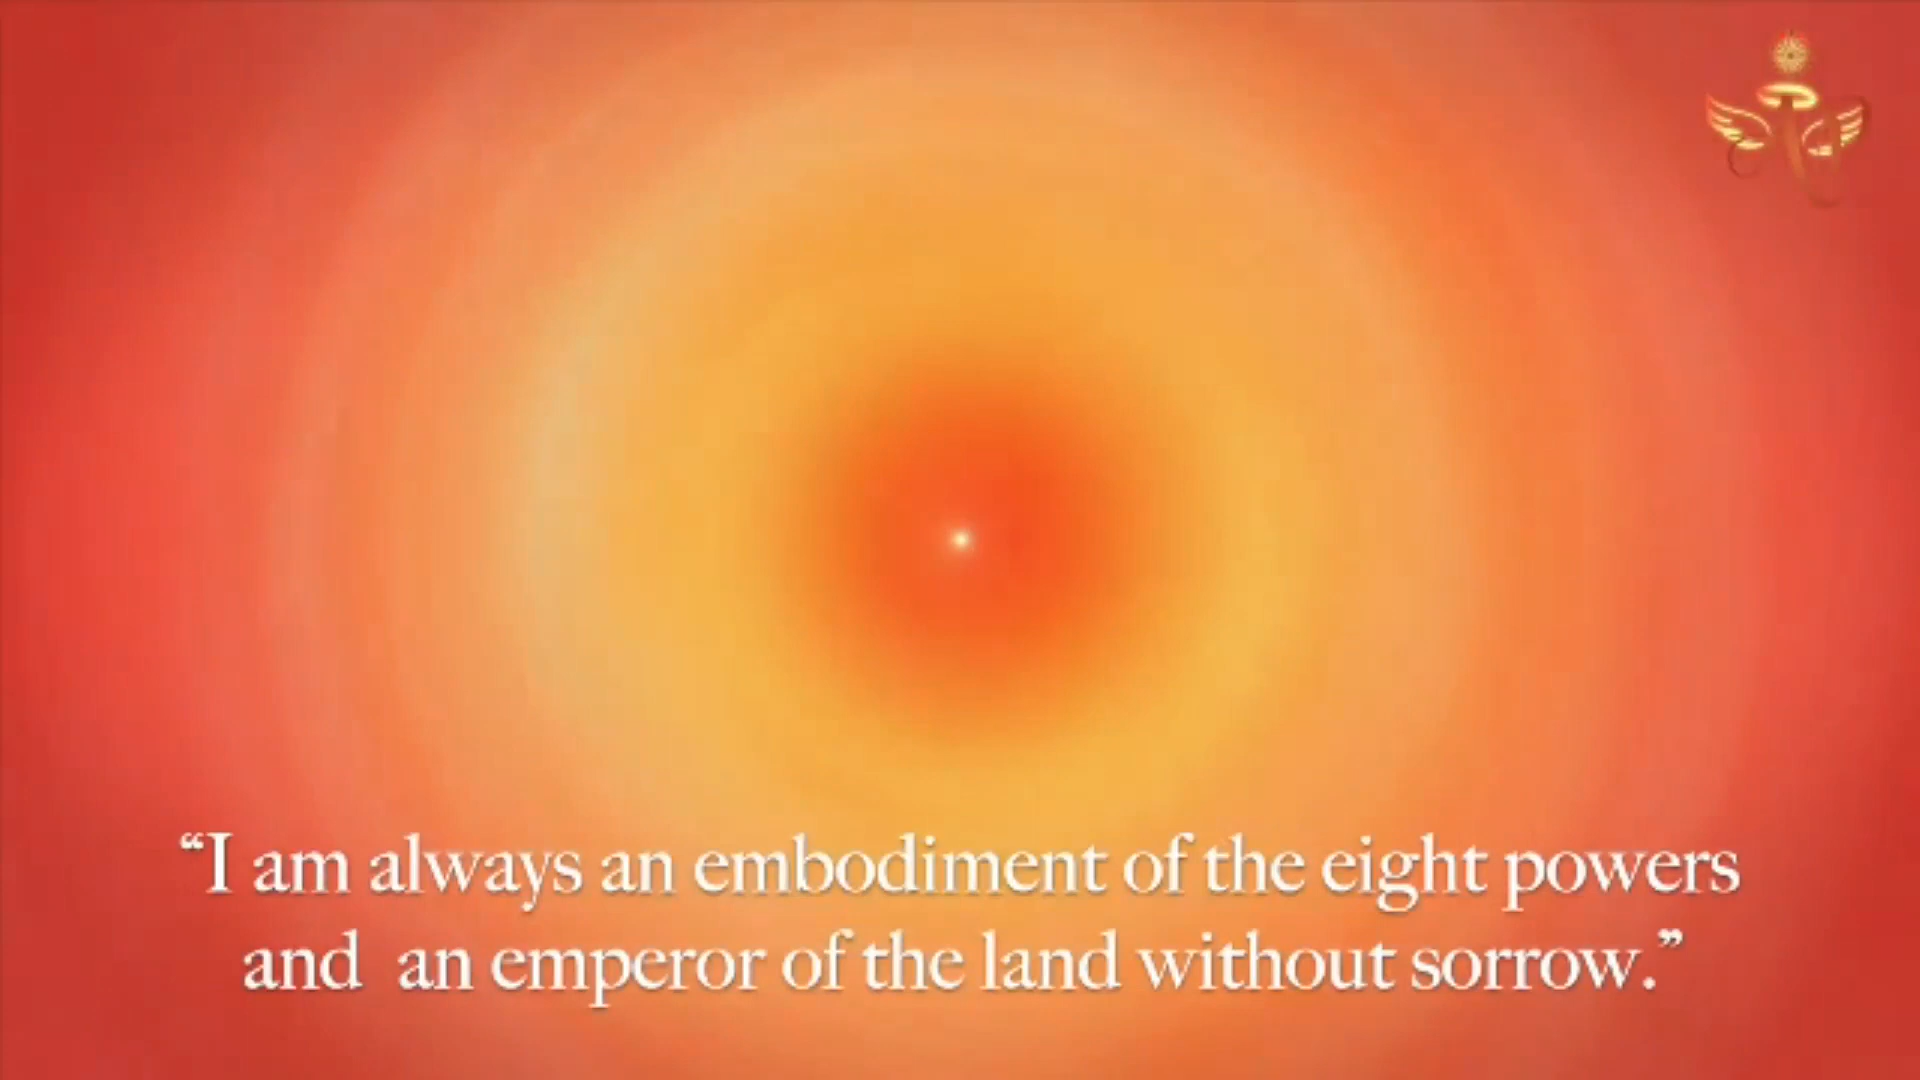 “I am always an embodiment of the eight powers
and an emperor of the land without sorrow.”